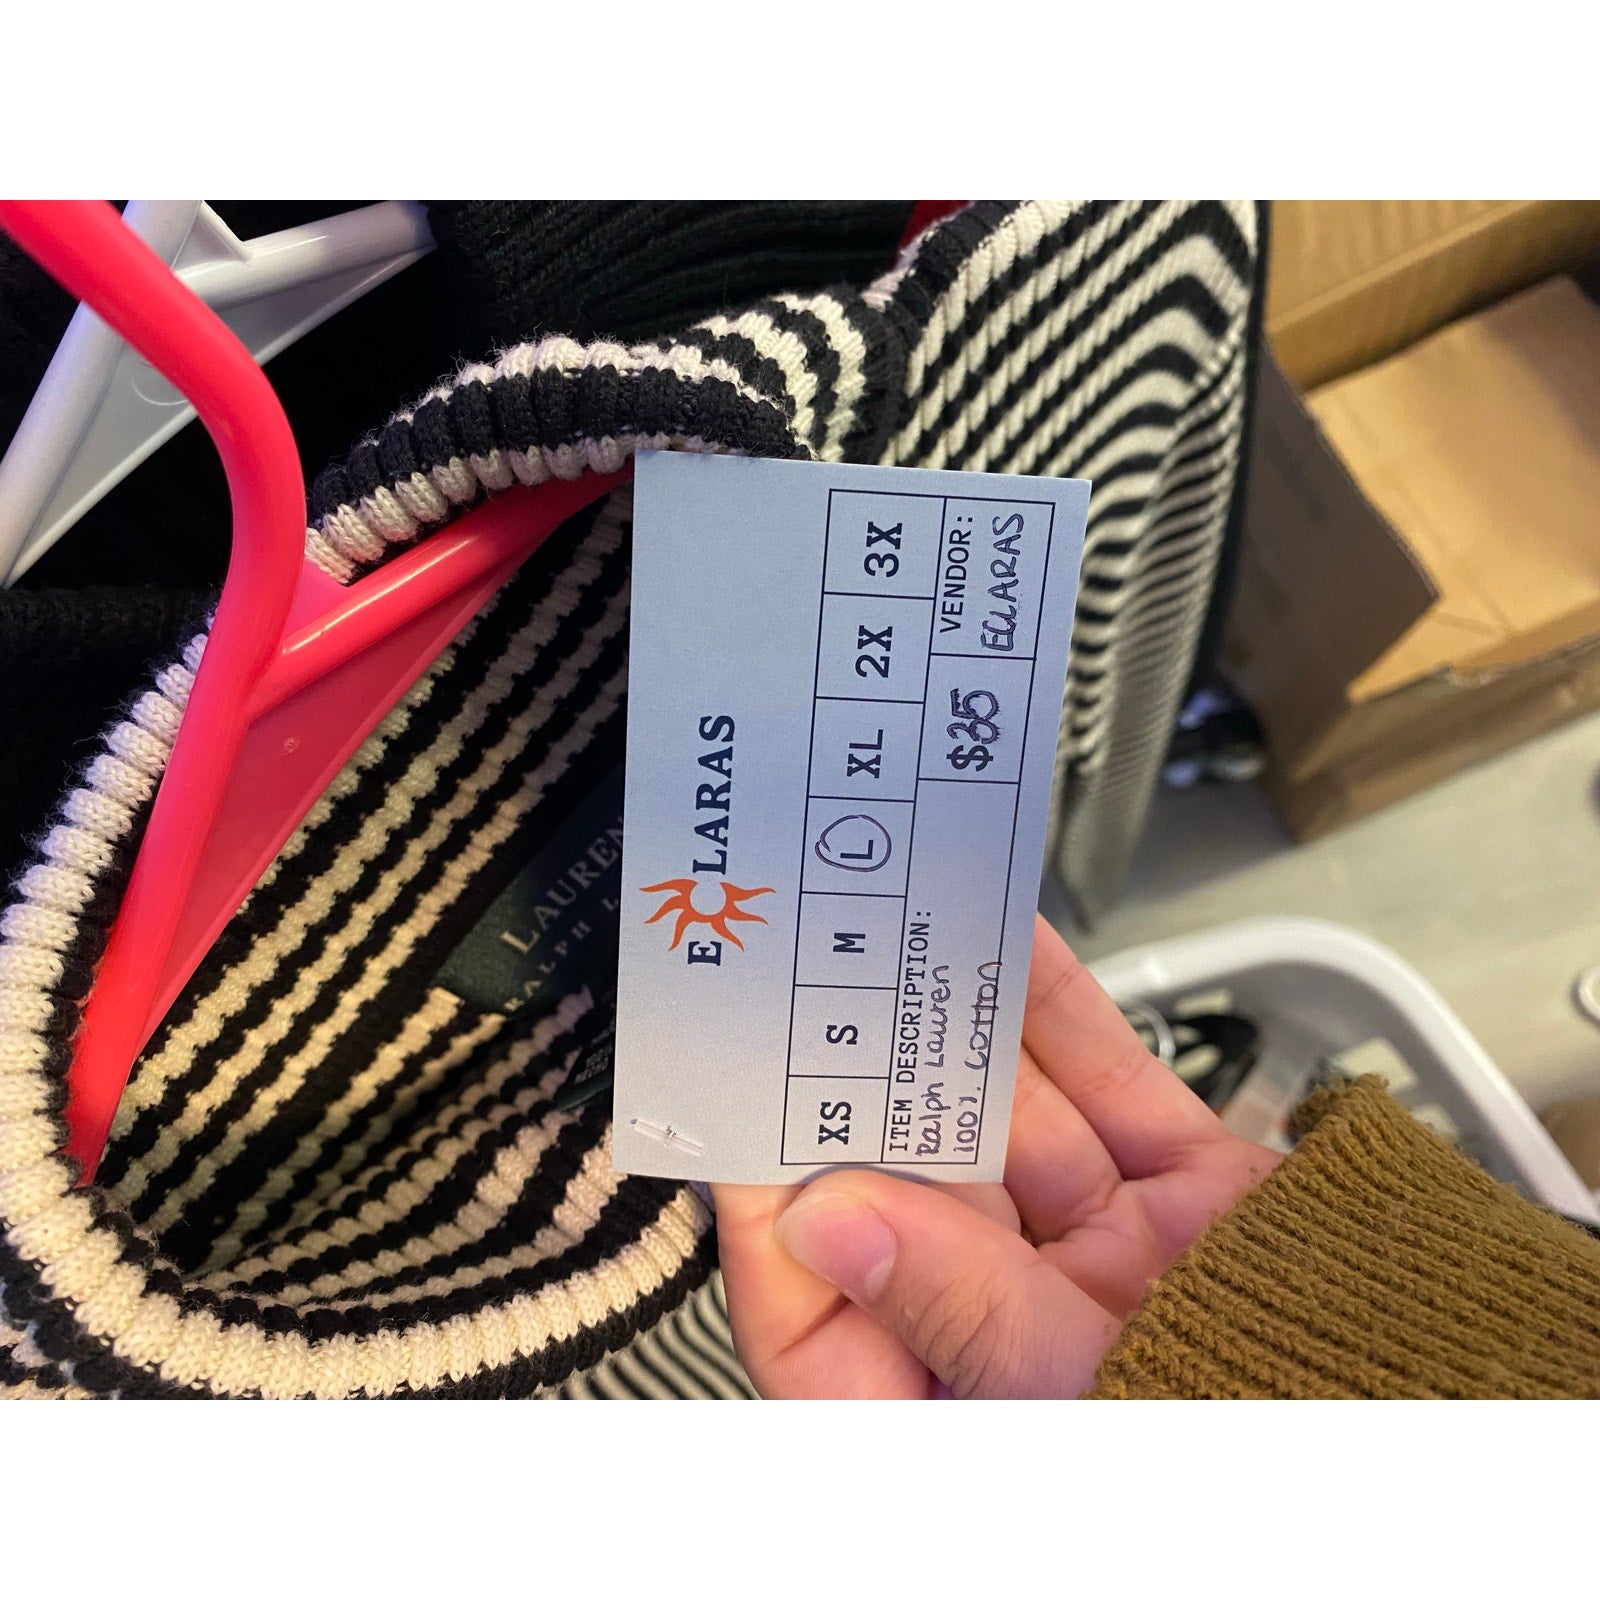 ECLARAS
XS S M L XL 2X 3X
ITEM DESCRIPTION:
Ralph Lauren
100% COTTON
$35
VENDOR:
ECLARAS
LAUREN
RALPH L